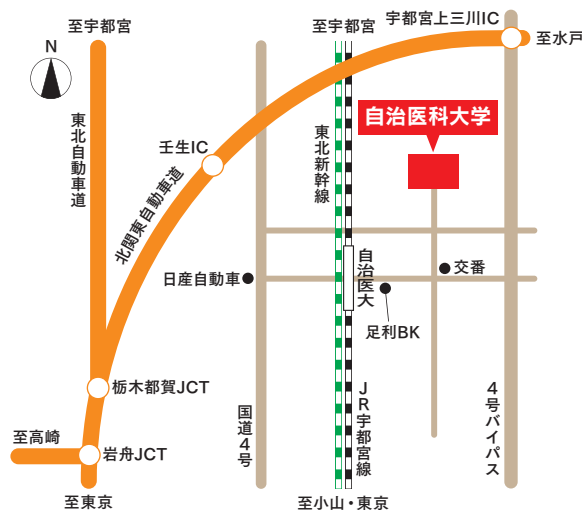 至宇都宮
至宇都宮
宇都宮上三川IC
至水戸
N
東北自動車道
壬生IC
北関東自動車道
東北新幹線
自治医科大学
日産自動車
自治医大
交番
足利BK
栃木都賀JCT
国道4号
JR宇都宮線
4号バイパス
至高崎
岩舟JCT
至東京
至小山・東京